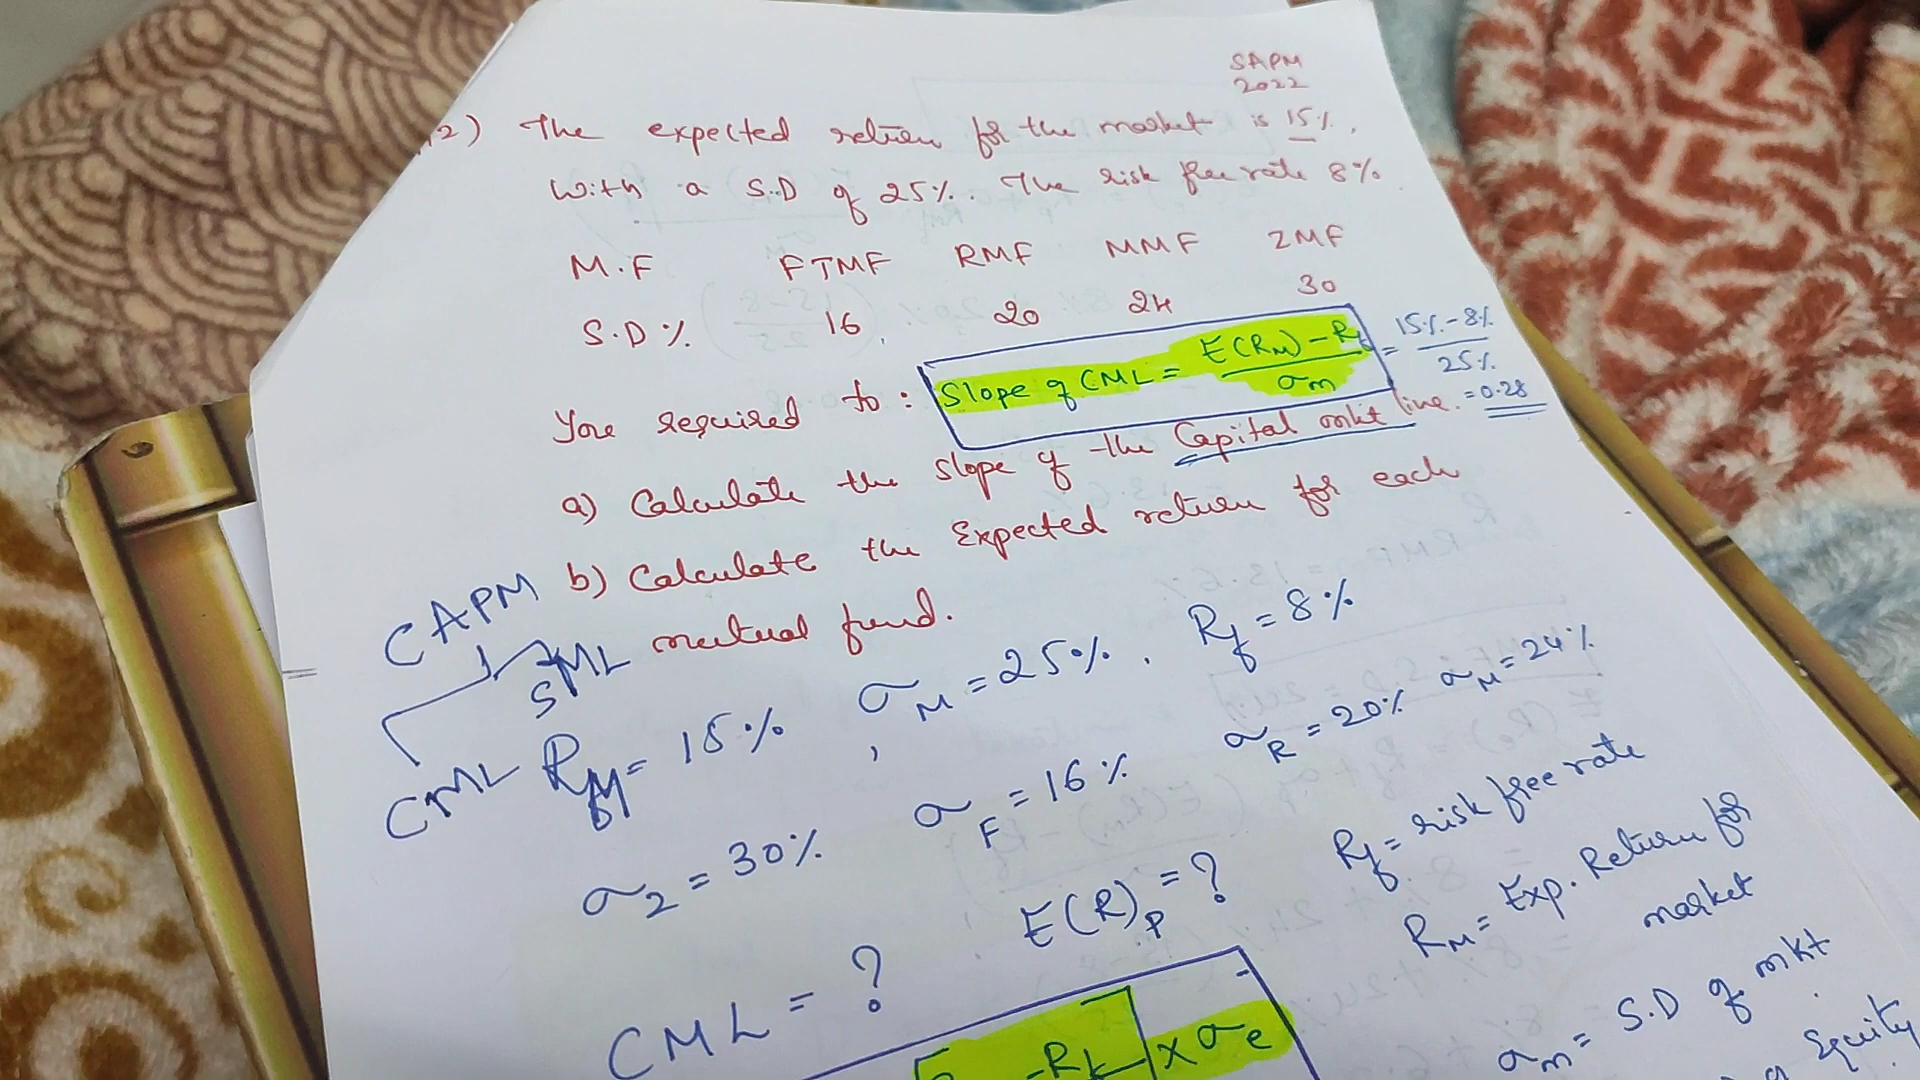 SAPM
2022
2) The expected return for the market is 15%.
With a S.D of 25%. The risk free rate 8%
M.F FTMF RMF MMF ZMF
S.D % 16 20 24 30
You required to : Slope of CML = E(RM) - Rf / σm = 15% - 8% / 25% = 0.28
a) Calculate the slope of the Capital mkt line.
b) Calculate the Expected return for each
mutual fund.
CAPM
SML
CML
RM = 15% , σM = 25% . Rf = 8%
σF = 16% σR = 20% σM = 24%
σZ = 30%
E(R)P = ?
CML = ?
Rf = risk free rate
RM = Exp. Return for
market
σm = S.D of mkt
Equity
- Rf × σe